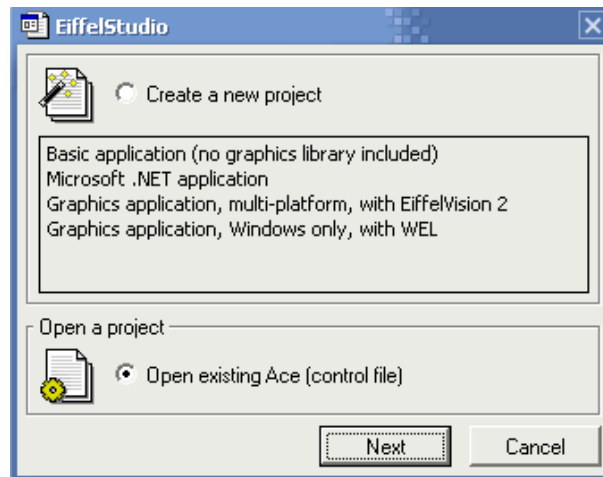 EiffelStudio
Create a new project
Basic application (no graphics library included)
Microsoft .NET application
Graphics application, multi-platform, with EiffelVision 2
Graphics application, Windows only, with WEL
Open a project
Open existing Ace (control file)
Next
Cancel